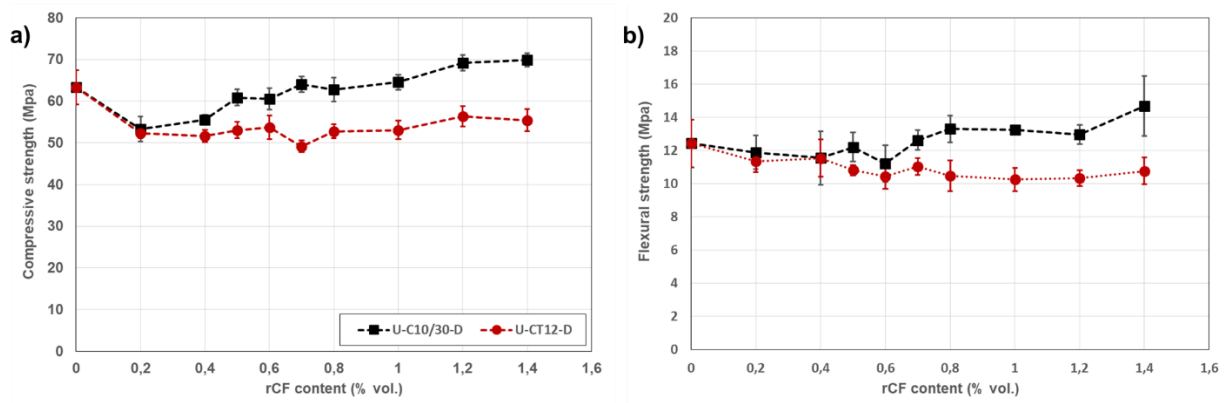 a)
Compressive strength (Mpa)
80
70
60
50
40
30
20
10
0
0 0,2 0,4 0,6 0,8 1 1,2 1,4 1,6
rCF content (% vol.)
U-C10/30-D U-CT12-D
b)
Flexural strength (Mpa)
20
18
16
14
12
10
8
6
4
2
0
0 0,2 0,4 0,6 0,8 1 1,2 1,4 1,6
rCF content (% vol.)